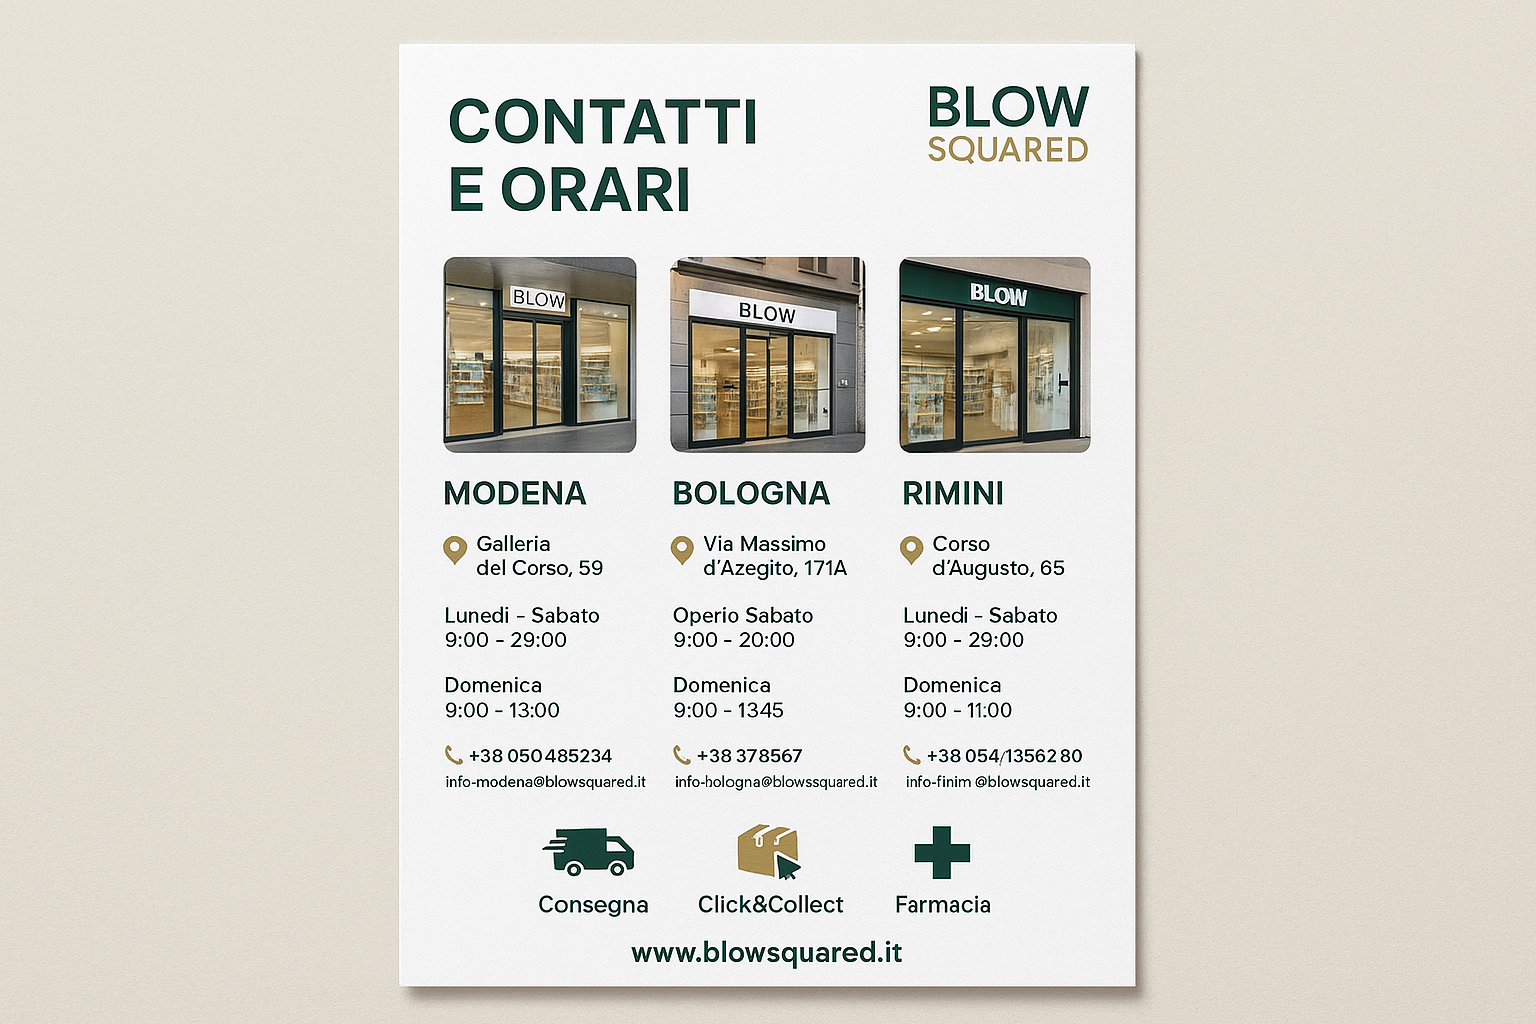 CONTATTI
E ORARI
BLOW
SQUARED
BLOW
BLOW
BLOW
MODENA
Galleria
del Corso, 59
Lunedi - Sabato
9:00 - 29:00
Domenica
9:00 - 13:00
+38 050485234
info-modena@blowsquared.it
BOLOGNA
Via Massimo
d'Azegito, 171A
Operio Sabato
9:00 - 20:00
Domenica
9:00 - 1345
+38 378567
info-bologna@blowssquared.it
RIMINI
Corso
d'Augusto, 65
Lunedi - Sabato
9:00 - 29:00
Domenica
9:00 - 11:00
+38 054/1356280
info-finim @blowsquared.it
Consegna
Click&Collect
Farmacia
www.blowsquared.it